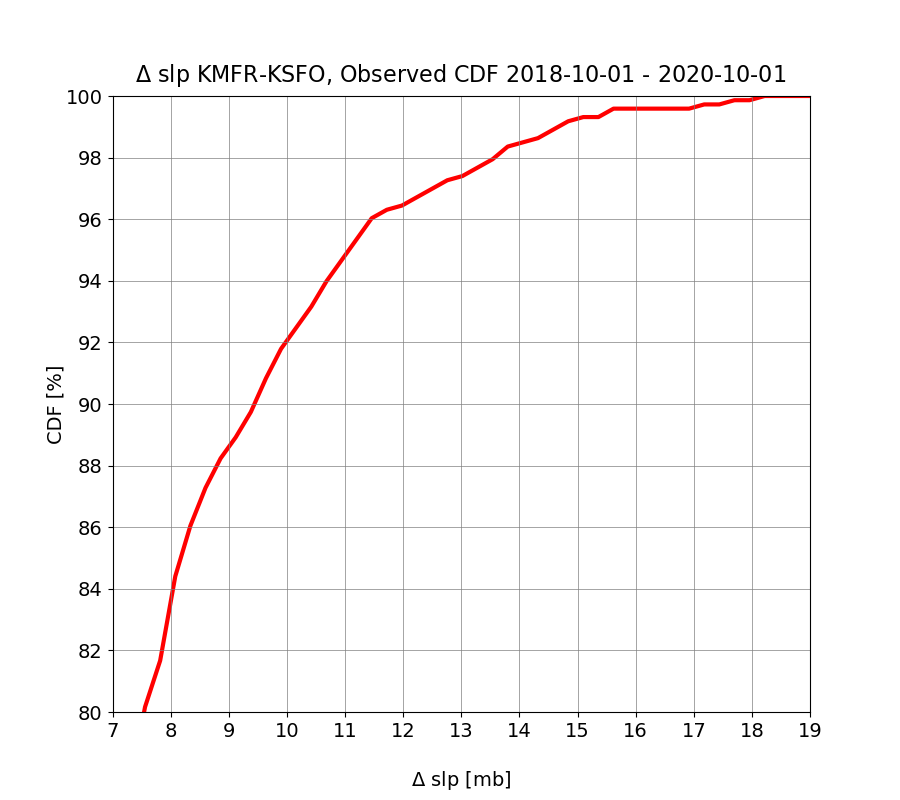 Δ slp KMFR-KSFO, Observed CDF 2018-10-01 - 2020-10-01
100
98
96
94
92
90
88
86
84
82
80
CDF [%]
7 8 9 10 11 12 13 14 15 16 17 18 19
Δ slp [mb]